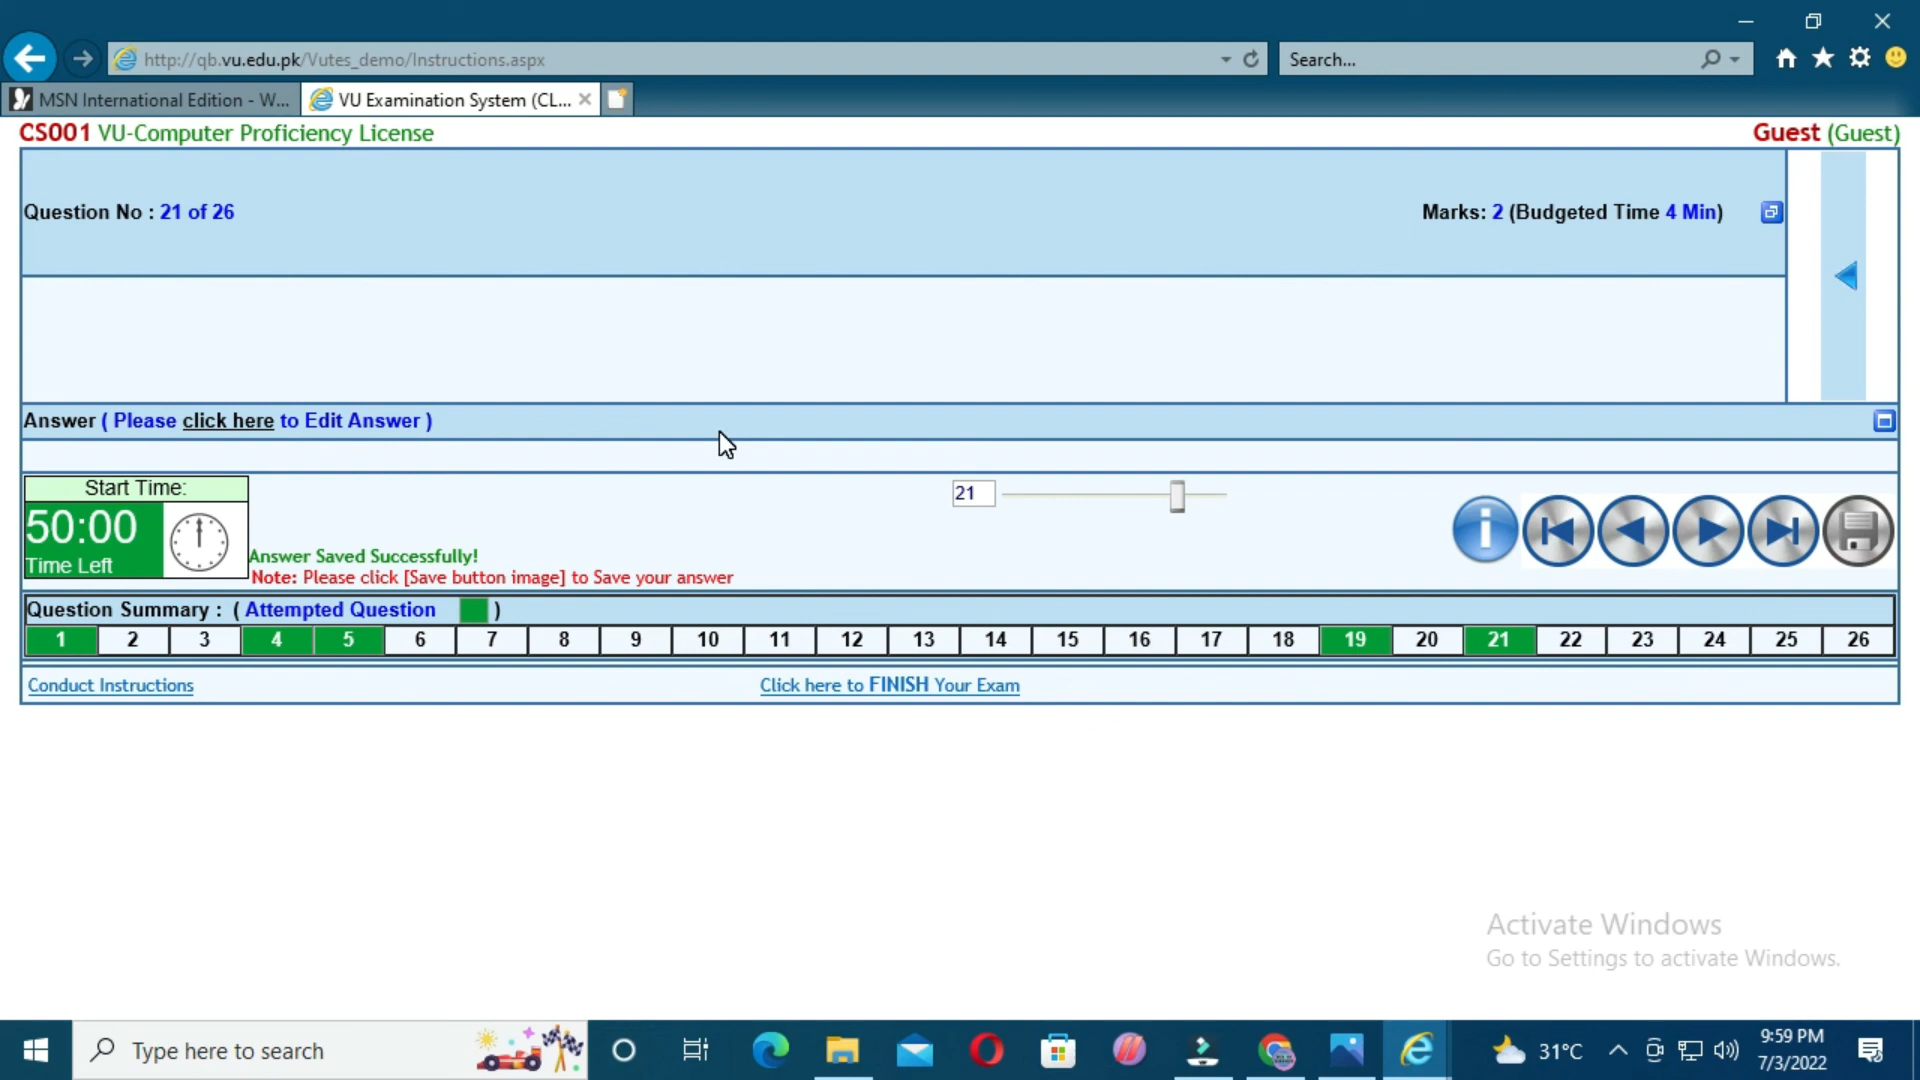 http://qb.vu.edu.pk/Vutes_demo/Instructions.aspx
Search...
MSN International Edition - W...
VU Examination System (CL...
CS001 VU-Computer Proficiency License
Guest (Guest)
Question No : 21 of 26
Marks: 2 (Budgeted Time 4 Min)
Answer ( Please click here to Edit Answer )
Start Time:
50:00
Time Left
21
Answer Saved Successfully!
Note: Please click [Save button image] to Save your answer
Question Summary : ( Attempted Question )
1 2 3 4 5 6 7 8 9 10 11 12 13 14 15 16 17 18 19 20 21 22 23 24 25 26
Conduct Instructions
Click here to FINISH Your Exam
Activate Windows
Go to Settings to activate Windows.
Type here to search
31°C
9:59 PM
7/3/2022